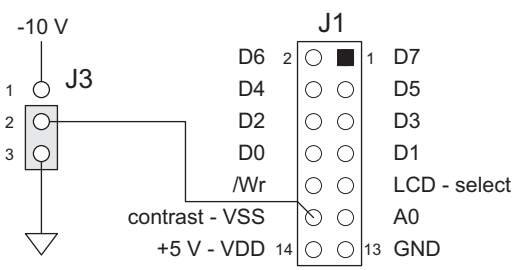 -10 V
J3
1
2
3
J1
D6 2 1 D7
D4 D5
D2 D3
D0 D1
/Wr LCD - select
contrast - VSS A0
+5 V - VDD 14 13 GND